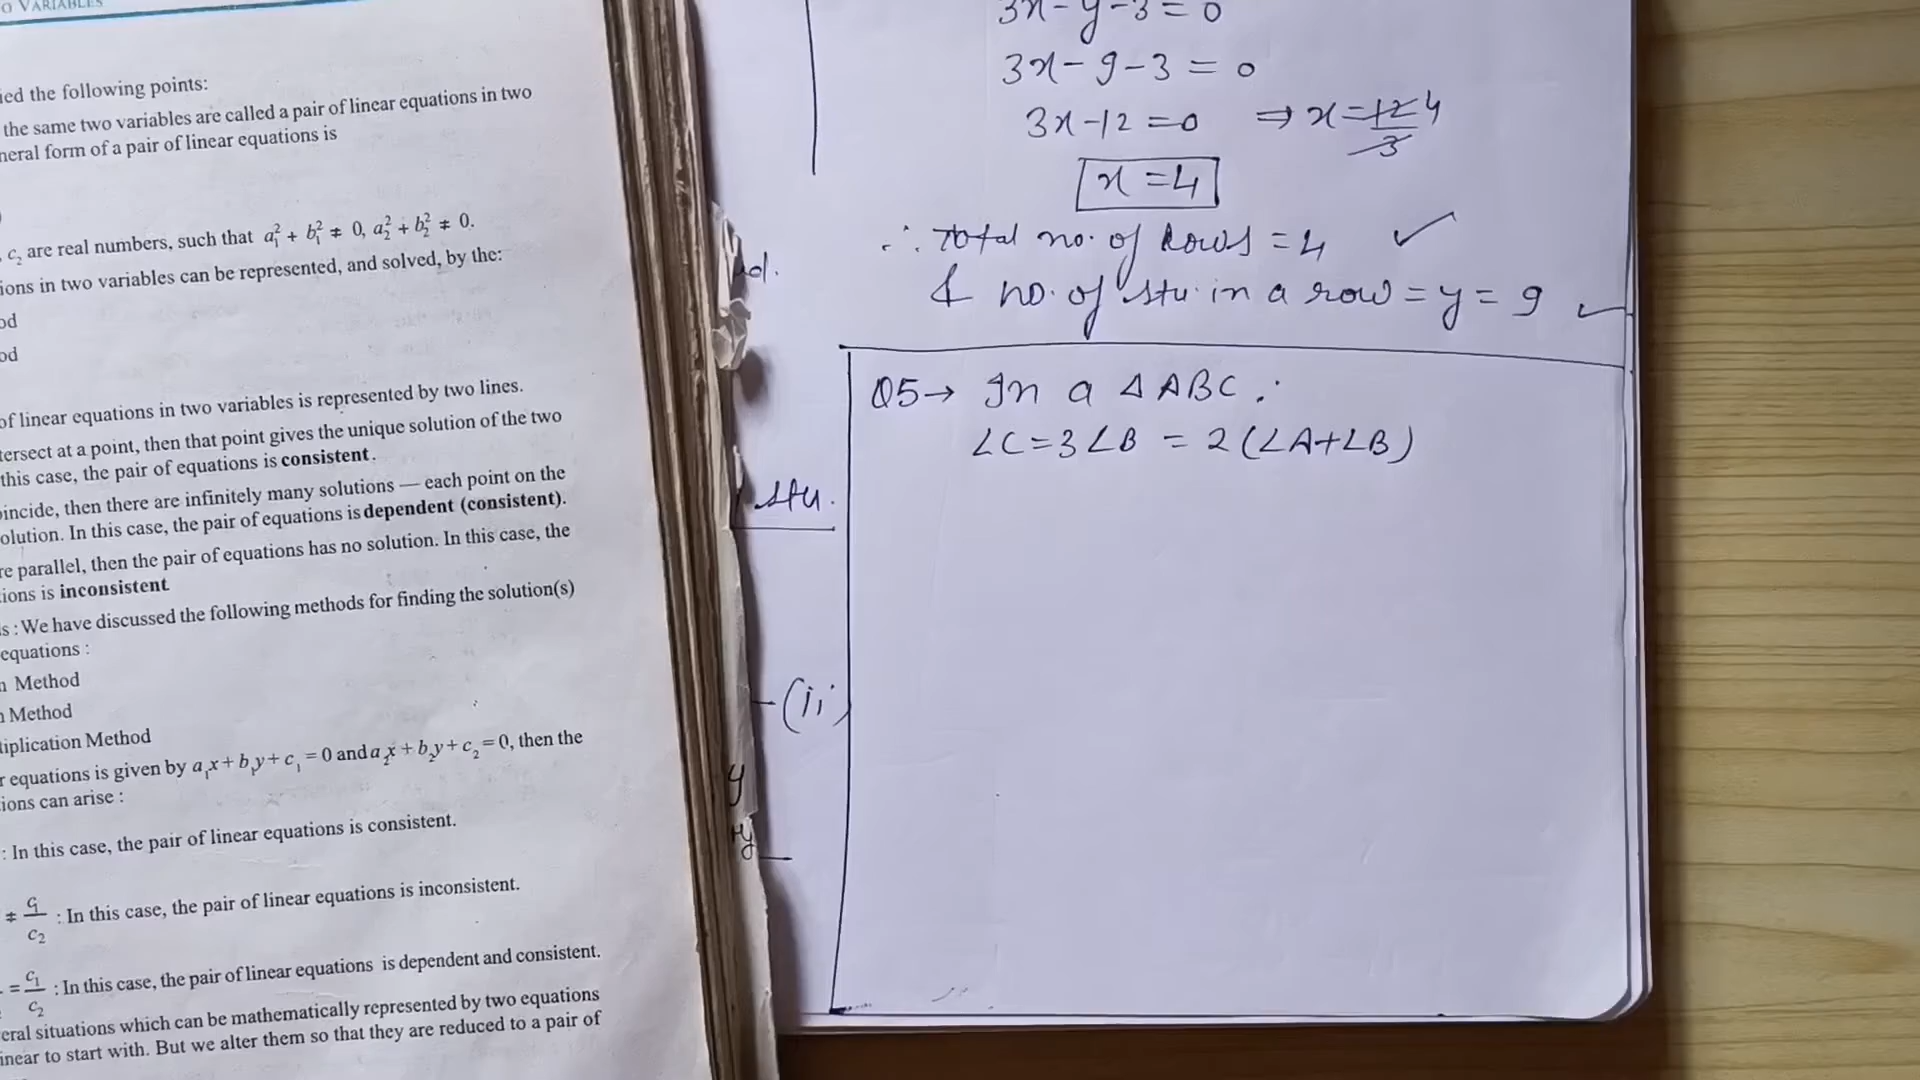 O VARIABLES
ied the following points:
the same two variables are called a pair of linear equations in two
neral form of a pair of linear equations is
c₂ are real numbers, such that a₁² + b₁² ≠ 0, a₂² + b₂² ≠ 0.
ions in two variables can be represented, and solved, by the:
od
od
of linear equations in two variables is represented by two lines.
tersect at a point, then that point gives the unique solution of the two
this case, the pair of equations is consistent.
oincide, then there are infinitely many solutions — each point on the
olution. In this case, the pair of equations is dependent (consistent).
re parallel, then the pair of equations has no solution. In this case, the
ions is inconsistent
s : We have discussed the following methods for finding the solution(s)
equations :
n Method
n Method
tiplication Method
r equations is given by a₁x + b₁y + c₁ = 0 and a₂x + b₂y + c₂ = 0, then the
ions can arise :
: In this case, the pair of linear equations is consistent.
≠ c₁/c₂ : In this case, the pair of linear equations is inconsistent.
= c₁/c₂ : In this case, the pair of linear equations is dependent and consistent.
eral situations which can be mathematically represented by two equations
inear to start with. But we alter them so that they are reduced to a pair of
stu.
(ii)
y
3x - y - 3 = 0
3x - 9 - 3 = 0
3x - 12 = 0 ⇒ x = 12/3 4
x = 4
∴ Total no. of Rows = 4 ✓
& no. of stu. in a row = y = 9 ✓
Q5→ In a ΔABC :
∠C = 3∠B = 2(∠A+∠B)